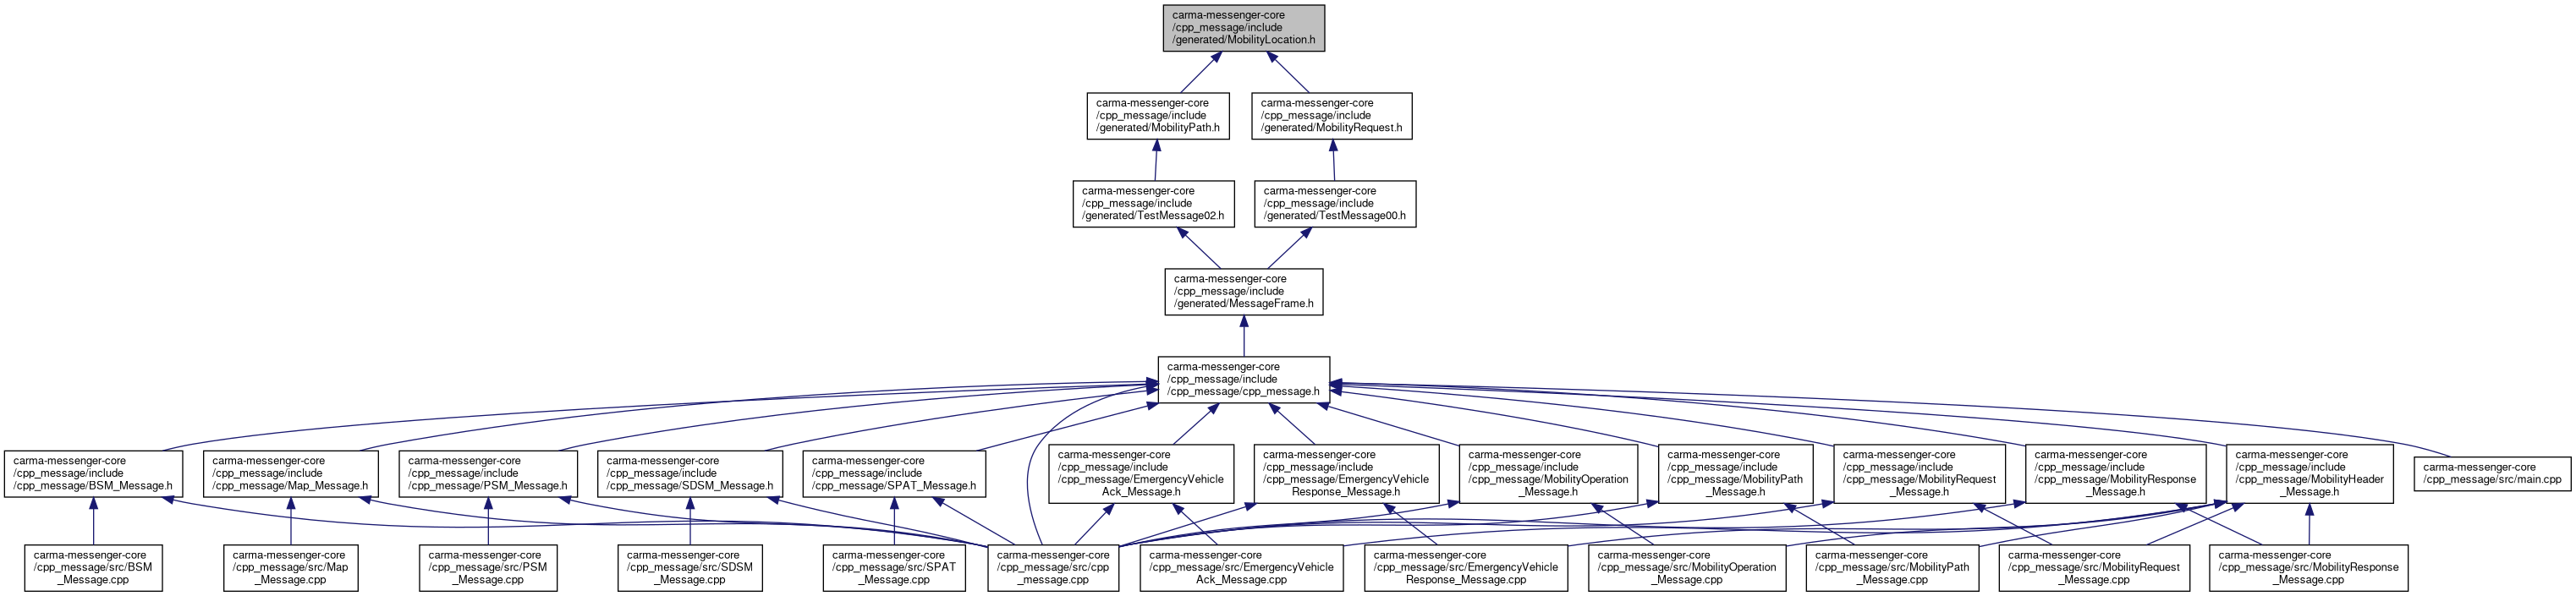 carma-messenger-core
/cpp_message/include
/generated/MobilityLocation.h
carma-messenger-core
/cpp_message/include
/generated/MobilityPath.h
carma-messenger-core
/cpp_message/include
/generated/MobilityRequest.h
carma-messenger-core
/cpp_message/include
/generated/TestMessage02.h
carma-messenger-core
/cpp_message/include
/generated/TestMessage00.h
carma-messenger-core
/cpp_message/include
/generated/MessageFrame.h
carma-messenger-core
/cpp_message/include
/cpp_message/cpp_message.h
carma-messenger-core
/cpp_message/include
/cpp_message/BSM_Message.h
carma-messenger-core
/cpp_message/include
/cpp_message/Map_Message.h
carma-messenger-core
/cpp_message/include
/cpp_message/PSM_Message.h
carma-messenger-core
/cpp_message/include
/cpp_message/SDSM_Message.h
carma-messenger-core
/cpp_message/include
/cpp_message/SPAT_Message.h
carma-messenger-core
/cpp_message/include
/cpp_message/EmergencyVehicle
Ack_Message.h
carma-messenger-core
/cpp_message/include
/cpp_message/EmergencyVehicle
Response_Message.h
carma-messenger-core
/cpp_message/include
/cpp_message/MobilityOperation
_Message.h
carma-messenger-core
/cpp_message/include
/cpp_message/MobilityPath
_Message.h
carma-messenger-core
/cpp_message/include
/cpp_message/MobilityRequest
_Message.h
carma-messenger-core
/cpp_message/include
/cpp_message/MobilityResponse
_Message.h
carma-messenger-core
/cpp_message/include
/cpp_message/MobilityHeader
_Message.h
carma-messenger-core
/cpp_message/src/main.cpp
carma-messenger-core
/cpp_message/src/BSM
_Message.cpp
carma-messenger-core
/cpp_message/src/Map
_Message.cpp
carma-messenger-core
/cpp_message/src/PSM
_Message.cpp
carma-messenger-core
/cpp_message/src/SDSM
_Message.cpp
carma-messenger-core
/cpp_message/src/SPAT
_Message.cpp
carma-messenger-core
/cpp_message/src/cpp
_message.cpp
carma-messenger-core
/cpp_message/src/EmergencyVehicle
Ack_Message.cpp
carma-messenger-core
/cpp_message/src/EmergencyVehicle
Response_Message.cpp
carma-messenger-core
/cpp_message/src/MobilityOperation
_Message.cpp
carma-messenger-core
/cpp_message/src/MobilityPath
_Message.cpp
carma-messenger-core
/cpp_message/src/MobilityRequest
_Message.cpp
carma-messenger-core
/cpp_message/src/MobilityResponse
_Message.cpp